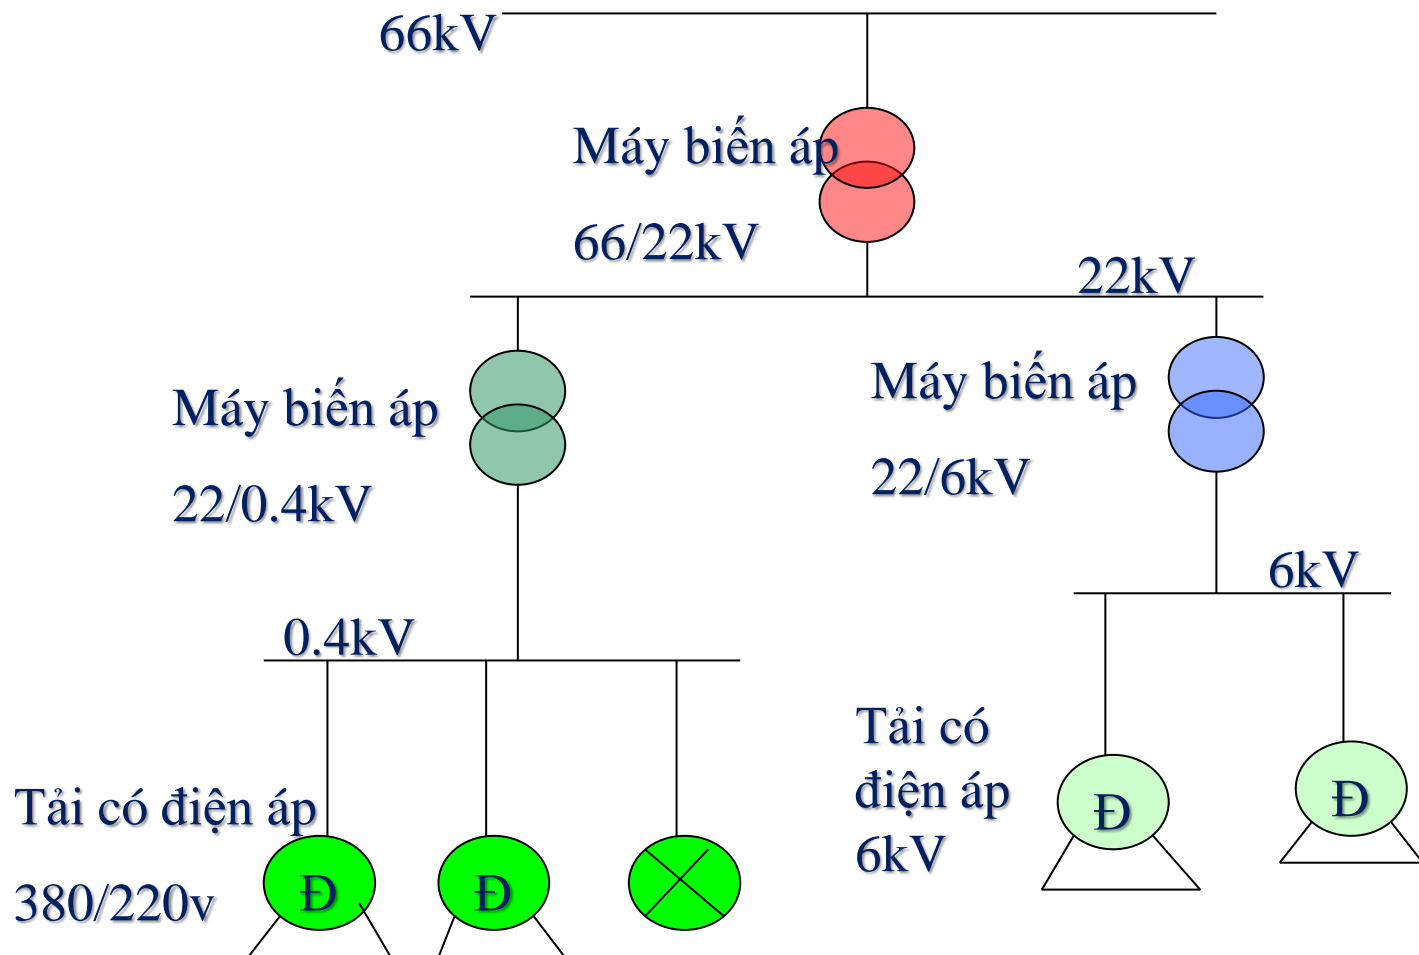 66kV
Máy biến áp
66/22kV
22kV
Máy biến áp
22/0.4kV
Máy biến áp
22/6kV
6kV
0.4kV
Tải có
điện áp
6kV
Đ
Đ
Tải có điện áp
380/220v
Đ
Đ